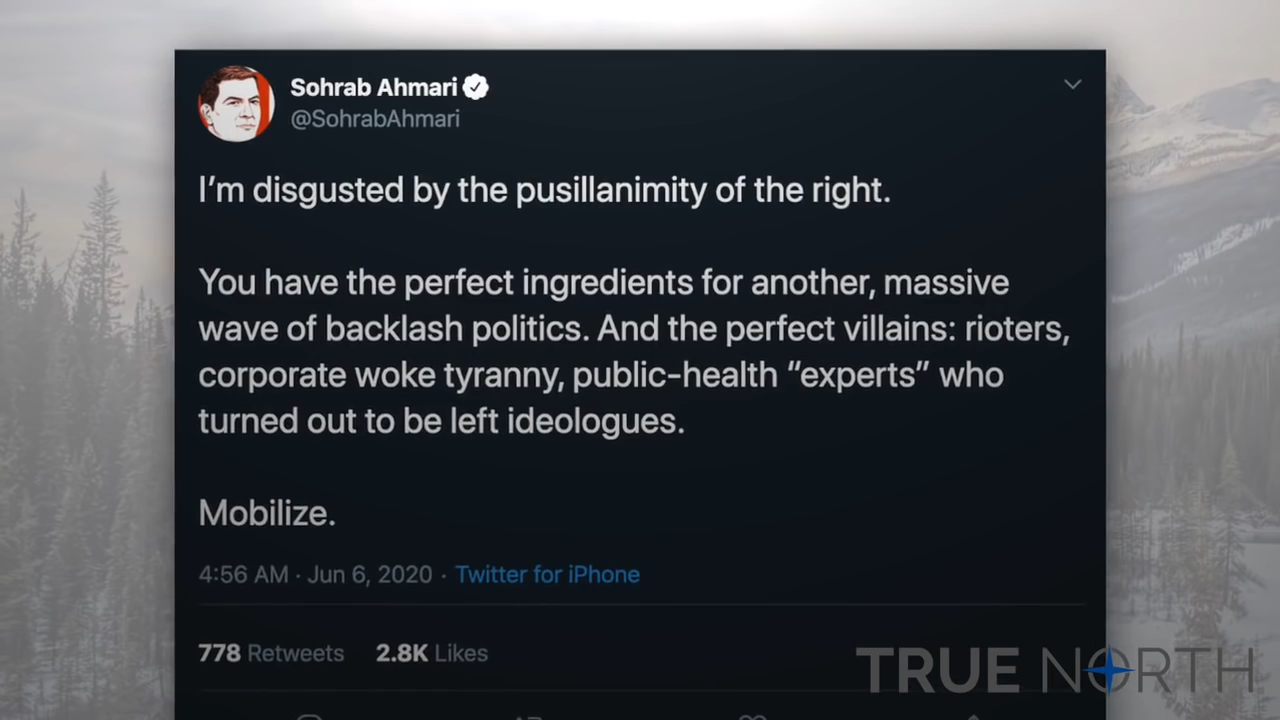 Sohrab Ahmari
@SohrabAhmari
I’m disgusted by the pusillanimity of the right.
You have the perfect ingredients for another, massive
wave of backlash politics. And the perfect villains: rioters,
corporate woke tyranny, public-health “experts” who
turned out to be left ideologues.
Mobilize.
4:56 AM · Jun 6, 2020 · Twitter for iPhone
778 Retweets 2.8K Likes
TRUE NORTH